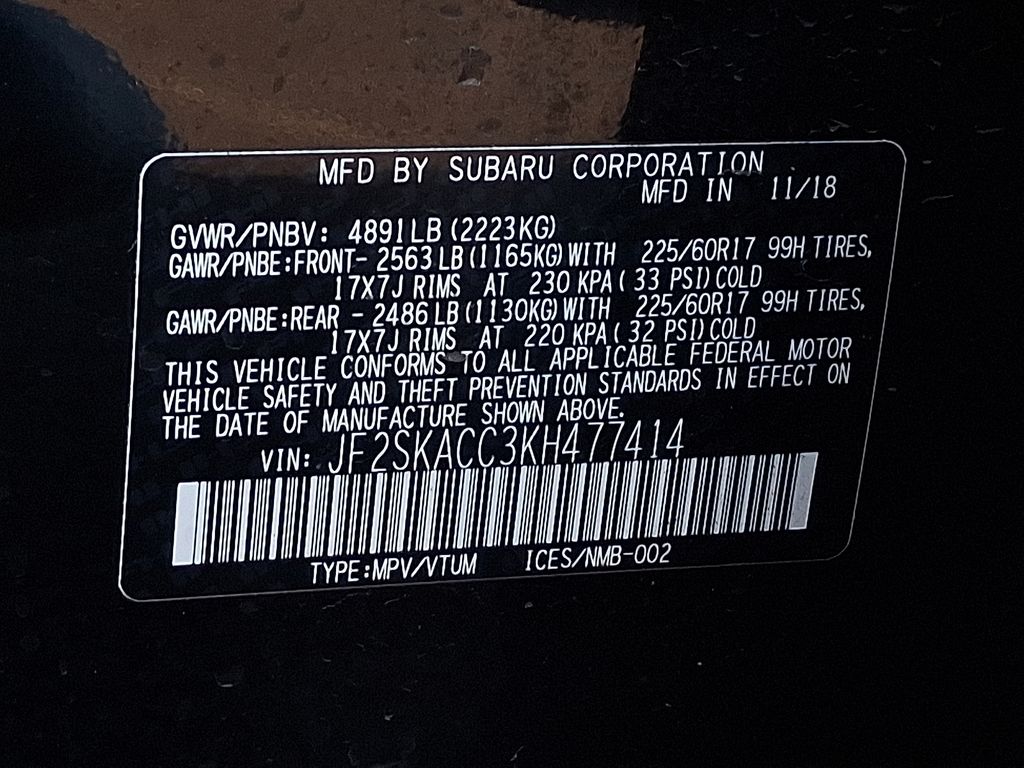 MFD BY SUBARU CORPORATION
MFD IN 11/18
GVWR/PNBV: 4891LB (2223KG)
GAWR/PNBE:FRONT- 2563 LB (1165KG) WITH 225/60R17 99H TIRES,
17X7J RIMS AT 230 KPA ( 33 PSI) COLD
GAWR/PNBE:REAR - 2486 LB (1130KG) WITH 225/60R17 99H TIRES,
17X7J RIMS AT 220 KPA ( 32 PSI) COLD
THIS VEHICLE CONFORMS TO ALL APPLICABLE FEDERAL MOTOR
VEHICLE SAFETY AND THEFT PREVENTION STANDARDS IN EFFECT ON
THE DATE OF MANUFACTURE SHOWN ABOVE.
VIN: JF2SKACC3KH477414
TYPE:MPV/VTUM ICES/NMB-002